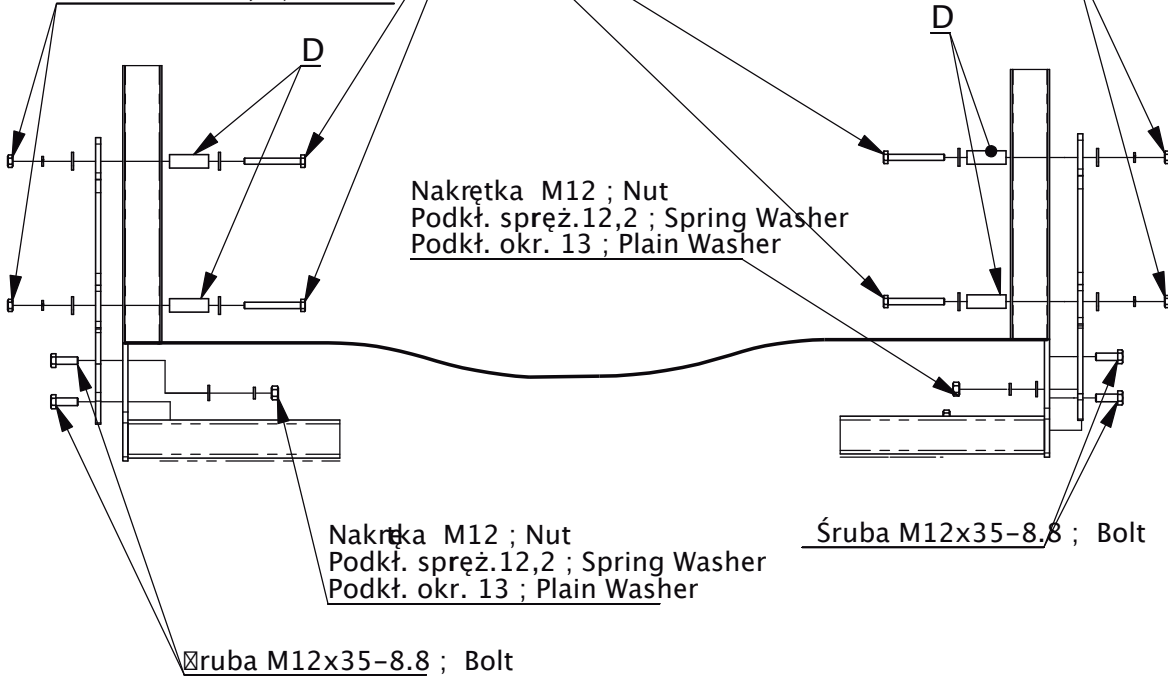 D
D
Nakrętka M12 ; Nut
Podkł. spręż.12,2 ; Spring Washer
Podkł. okr. 13 ; Plain Washer
Nakrętka M12 ; Nut
Podkł. spręż.12,2 ; Spring Washer
Podkł. okr. 13 ; Plain Washer
Śruba M12x35-8.8 ; Bolt
ruba M12x35-8.8 ; Bolt